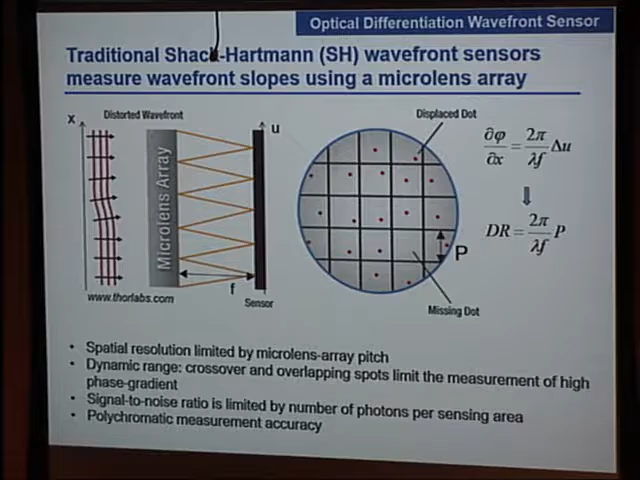 Optical Differentiation Wavefront Sensor
Traditional Shack-Hartmann (SH) wavefront sensors
measure wavefront slopes using a microlens array
x
Distorted Wavefront
u
Microlens Array
f
Sensor
www.thorlabs.com
Displaced Dot
P
Missing Dot
∂φ/∂x = 2π/λf Δu
⇓
DR = 2π/λf P
• Spatial resolution limited by microlens-array pitch
• Dynamic range: crossover and overlapping spots limit the measurement of high
phase-gradient
• Signal-to-noise ratio is limited by number of photons per sensing area
• Polychromatic measurement accuracy